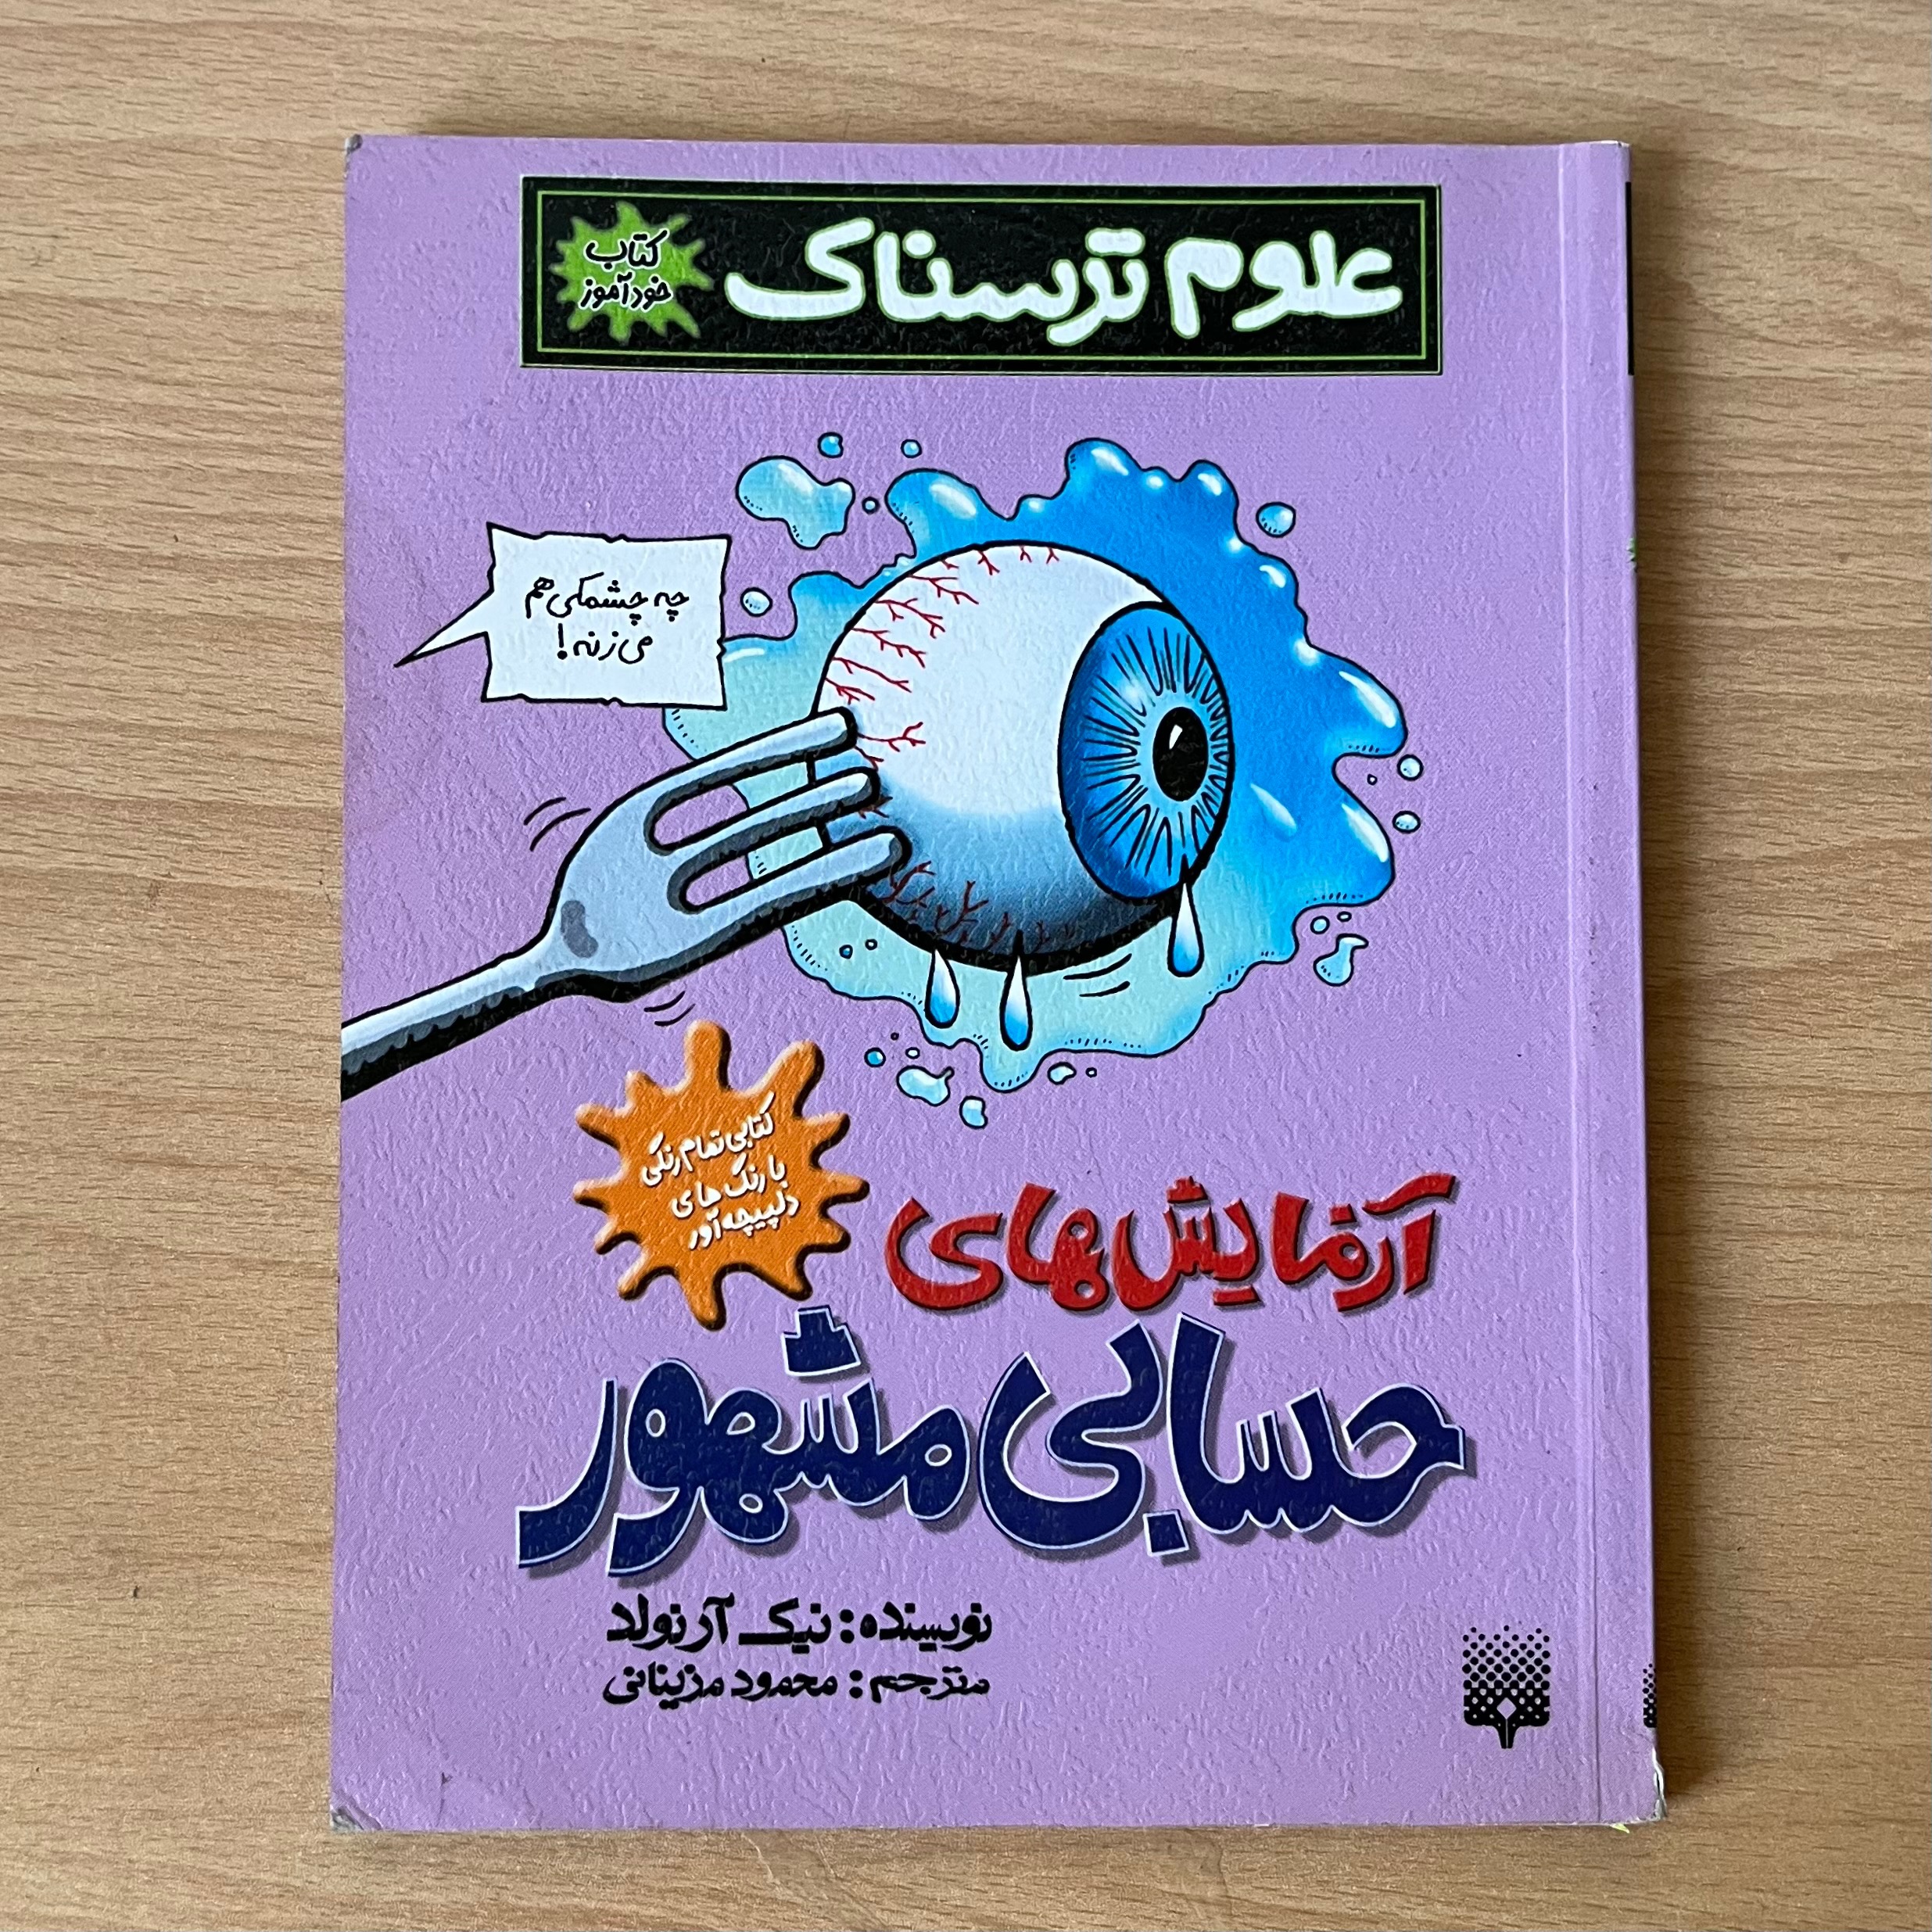 علوم ترسناک
کتاب
خودآموز
چه چشمکی هم
می‌زنه!
کتابی تمام رنگی
با رنگ‌های
دلپیچه‌آور
آزمایش‌های
حسابی مشهور
نویسنده: نیک آرنولد
مترجم: محمود مزینانی